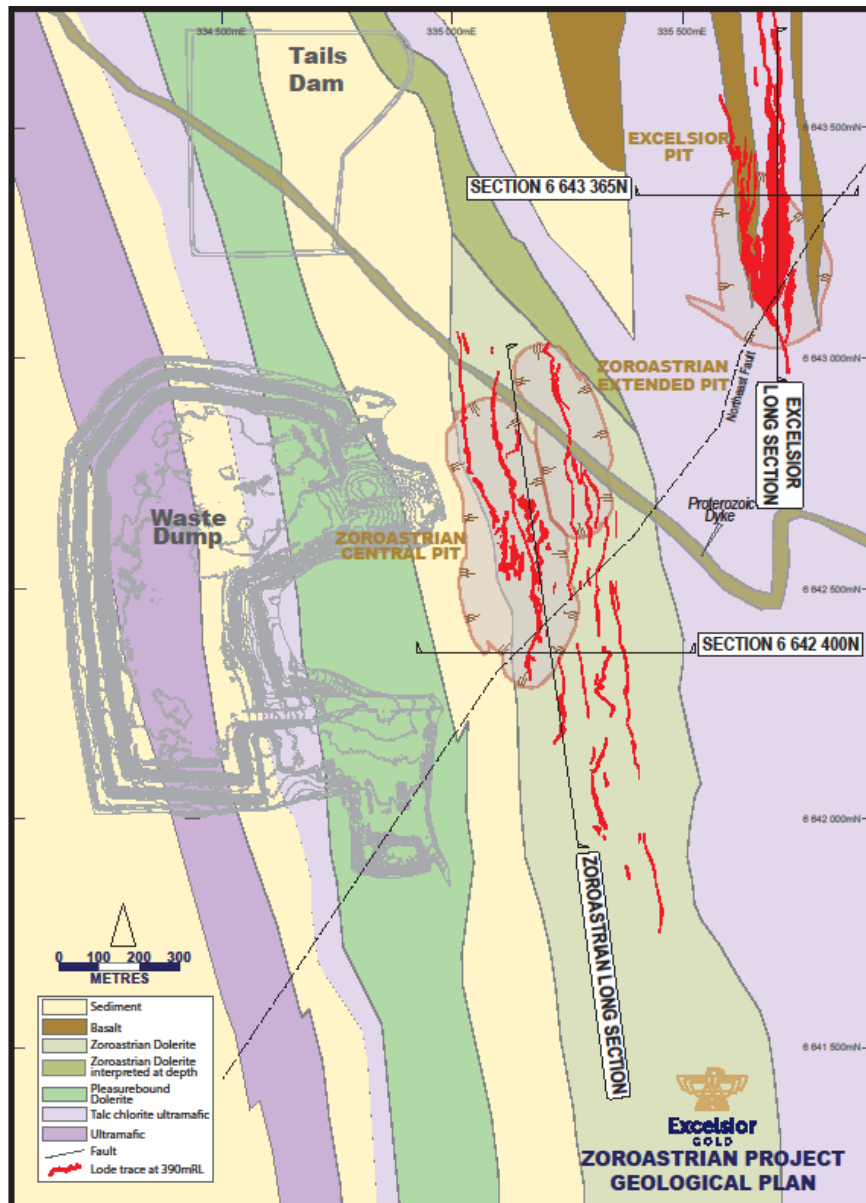 334 500mE
335 000mE
335 500mE
Tails
Dam
6 643 500mN
EXCELSIOR
PIT
SECTION 6 643 365N
6 643 000mN
ZOROASTRIAN
EXTENDED PIT
Northeast Fault
EXCELSIOR
LONG SECTION
Waste
Dump
Proterozoic
Dyke
ZOROASTRIAN
CENTRAL PIT
6 642 500mN
SECTION 6 642 400N
6 642 000mN
ZOROASTRIAN LONG SECTION
0 100 200 300
METRES
Sediment
Basalt
Zoroastrian Dolerite
Zoroastrian Dolerite
interpreted at depth
Pleasurebound
Dolerite
Talc chlorite ultramafic
Ultramafic
Fault
Lode trace at 390mRL
6 641 500mN
Excelsior
GOLD
ZOROASTRIAN PROJECT
GEOLOGICAL PLAN